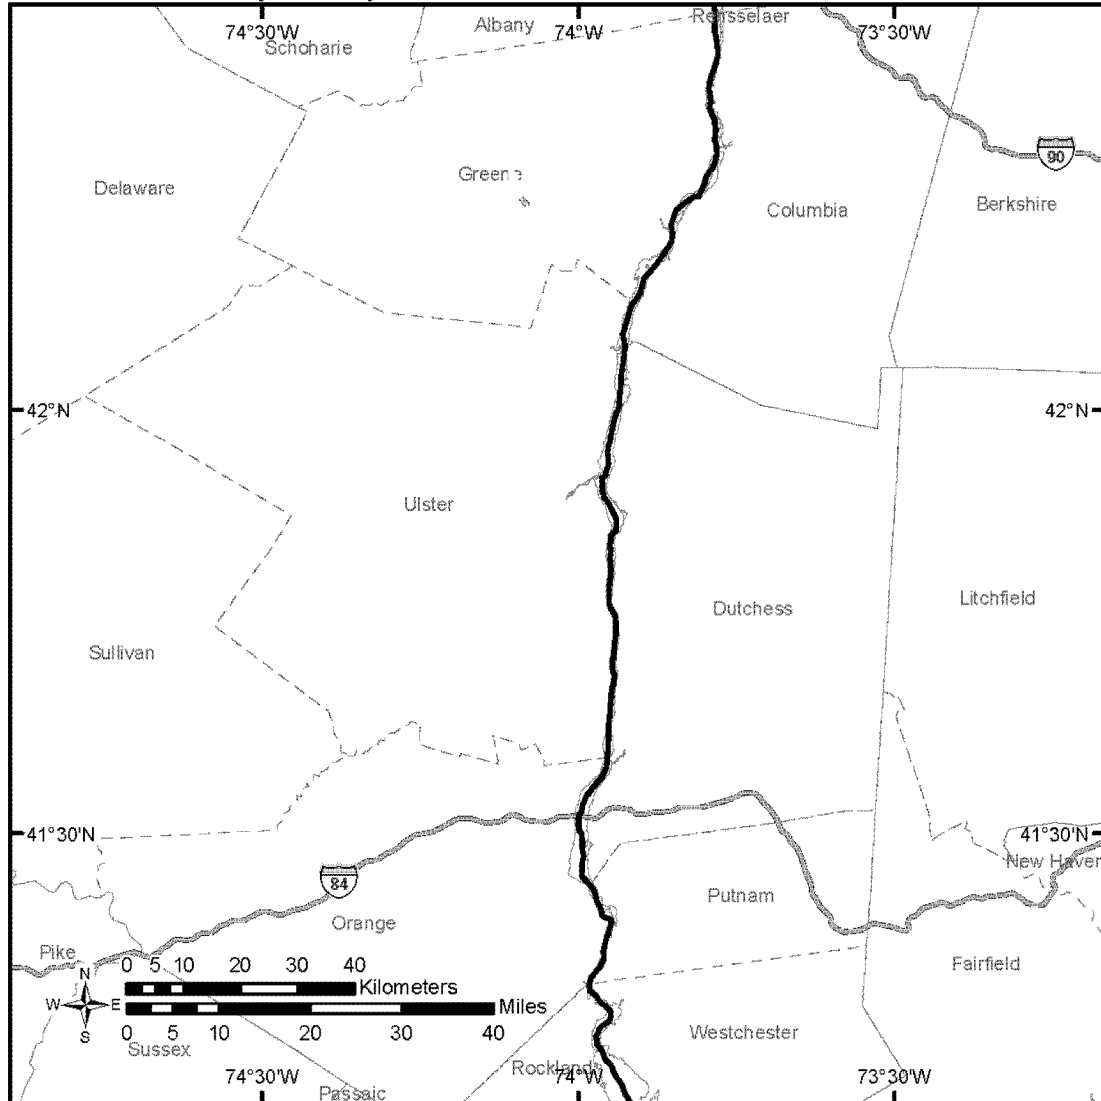 Albany
Rensselaer
74°30'W
74°W
73°30'W
Schoharie
90
Greene
Delaware
Columbia
Berkshire
42°N
42°N
Ulster
Litchfield
Dutchess
Sullivan
41°30'N
41°30'N
New Haven
84
Putnam
Orange
Pike
Fairfield
0 5 10 20 30 40
N
Kilometers
W E
Miles
S
0 5 10 20 30 40
Westchester
Sussex
Rockland
74°30'W
74°W
73°30'W
Passaic